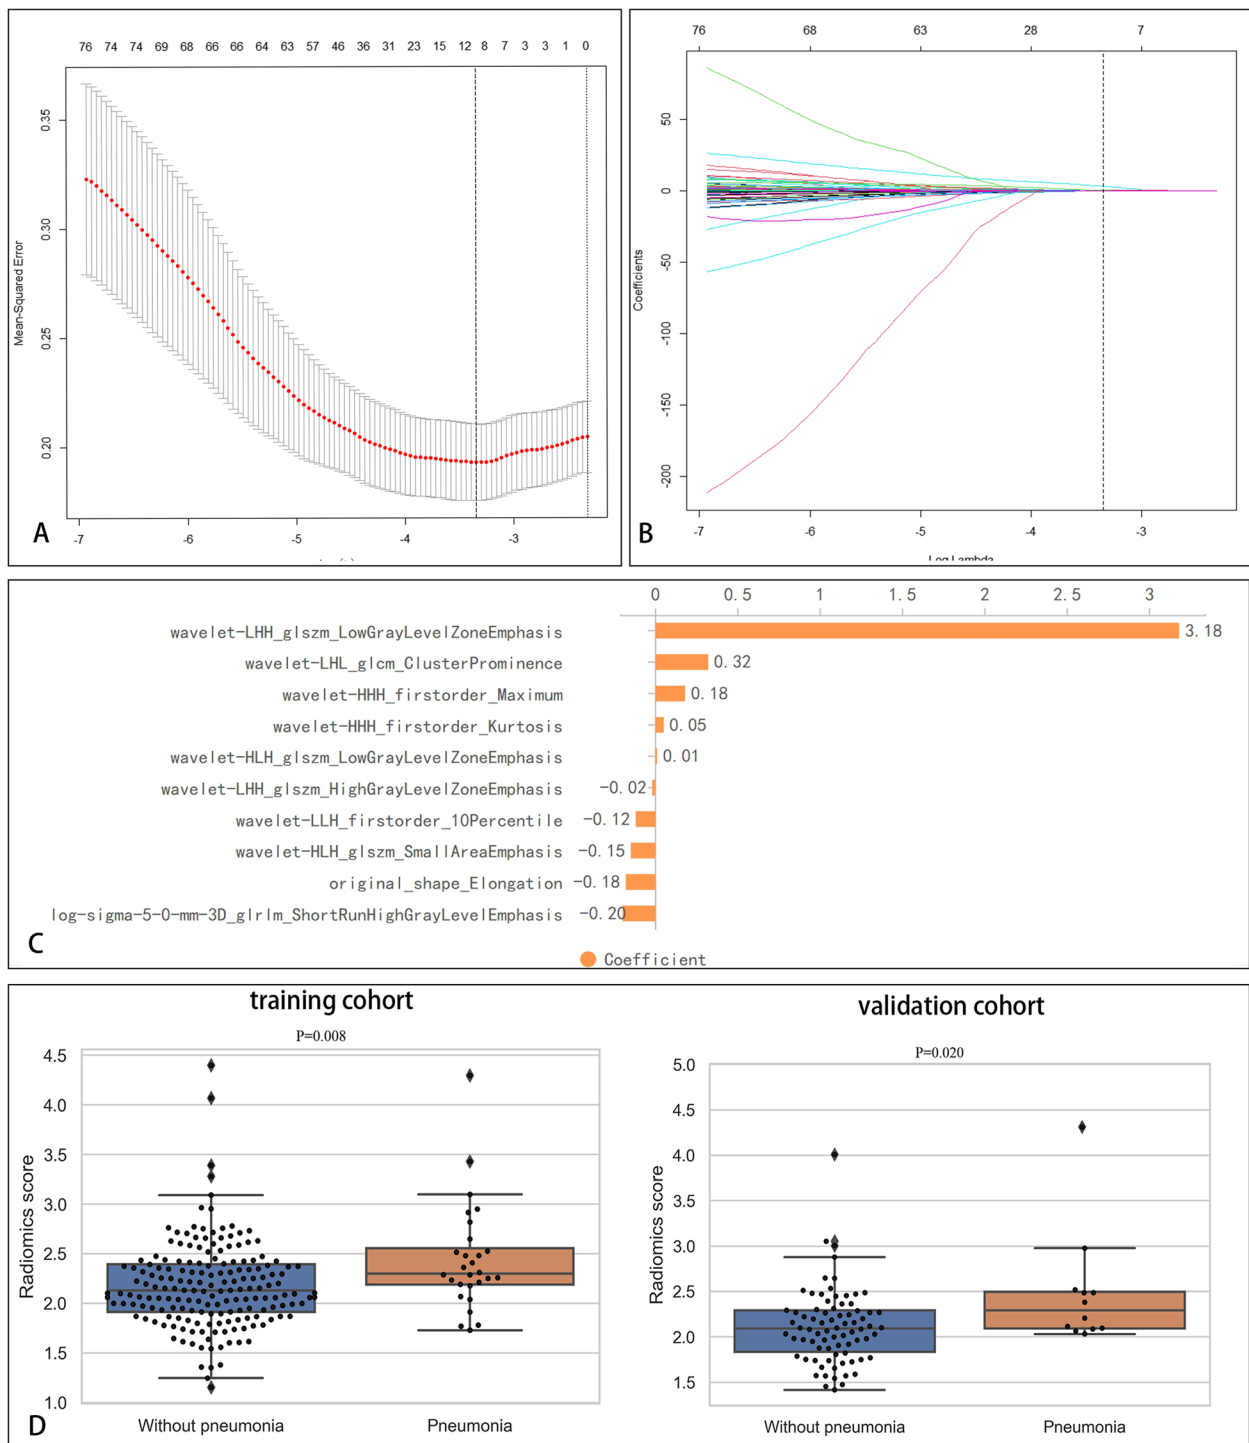 76 74 74 69 68 66 66 64 63 57 46 36 31 23 15 12 8 7 3 3 1 0
0.35
0.30
0.25
0.20
Mean-Squared Error
-7 -6 -5 -4 -3
A
76 68 63 28 7
50
0
-50
-100
-150
-200
Coefficients
-7 -6 -5 -4 -3
Log Lambda
B
0 0.5 1 1.5 2 2.5 3
wavelet-LHH_glszm_LowGrayLevelZoneEmphasis 3.18
wavelet-LHL_glcm_ClusterProminence 0.32
wavelet-HHH_firstorder_Maximum 0.18
wavelet-HHH_firstorder_Kurtosis 0.05
wavelet-HLH_glszm_LowGrayLevelZoneEmphasis 0.01
wavelet-LHH_glszm_HighGrayLevelZoneEmphasis -0.02
wavelet-LLH_firstorder_10Percentile -0.12
wavelet-HLH_glszm_SmallAreaEmphasis -0.15
original_shape_Elongation -0.18
log-sigma-5-0-mm-3D_glrlm_ShortRunHighGrayLevelEmphasis -0.20
Coefficient
C
training cohort
P=0.008
4.5
4.0
3.5
3.0
2.5
2.0
1.5
1.0
Radiomics score
Without pneumonia Pneumonia
validation cohort
P=0.020
5.0
4.5
4.0
3.5
3.0
2.5
2.0
1.5
Radiomics score
Without pneumonia Pneumonia
D